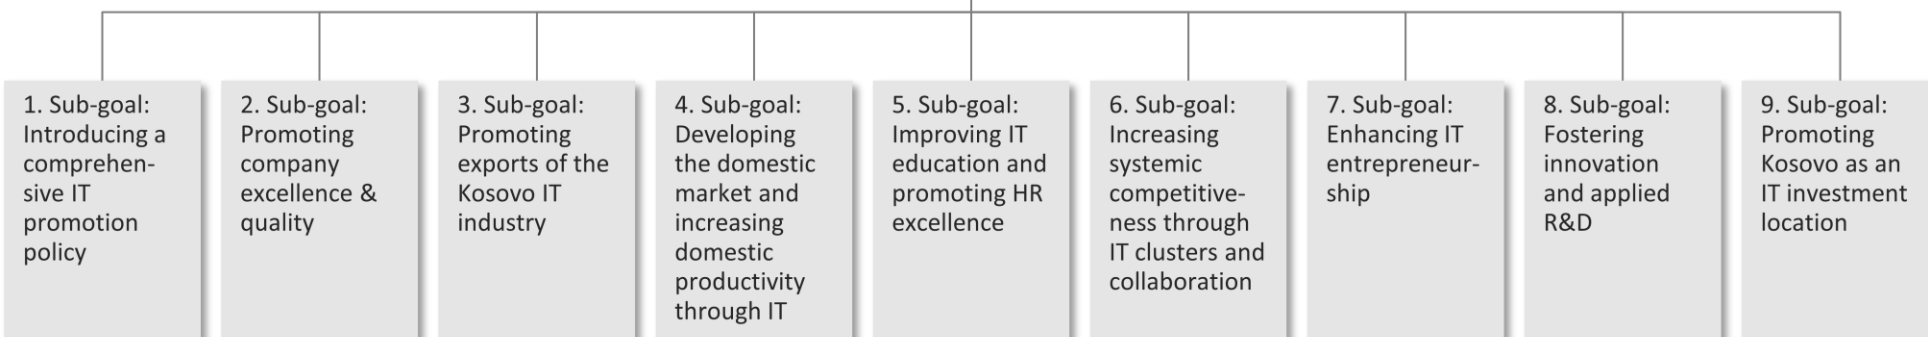 1. Sub-goal:
Introducing a
comprehen-
sive IT
promotion
policy
2. Sub-goal:
Promoting
company
excellence &
quality
3. Sub-goal:
Promoting
exports of the
Kosovo IT
industry
4. Sub-goal:
Developing
the domestic
market and
increasing
domestic
productivity
through IT
5. Sub-goal:
Improving IT
education and
promoting HR
excellence
6. Sub-goal:
Increasing
systemic
competitive-
ness through
IT clusters and
collaboration
7. Sub-goal:
Enhancing IT
entrepreneur-
ship
8. Sub-goal:
Fostering
innovation
and applied
R&D
9. Sub-goal:
Promoting
Kosovo as an
IT investment
location